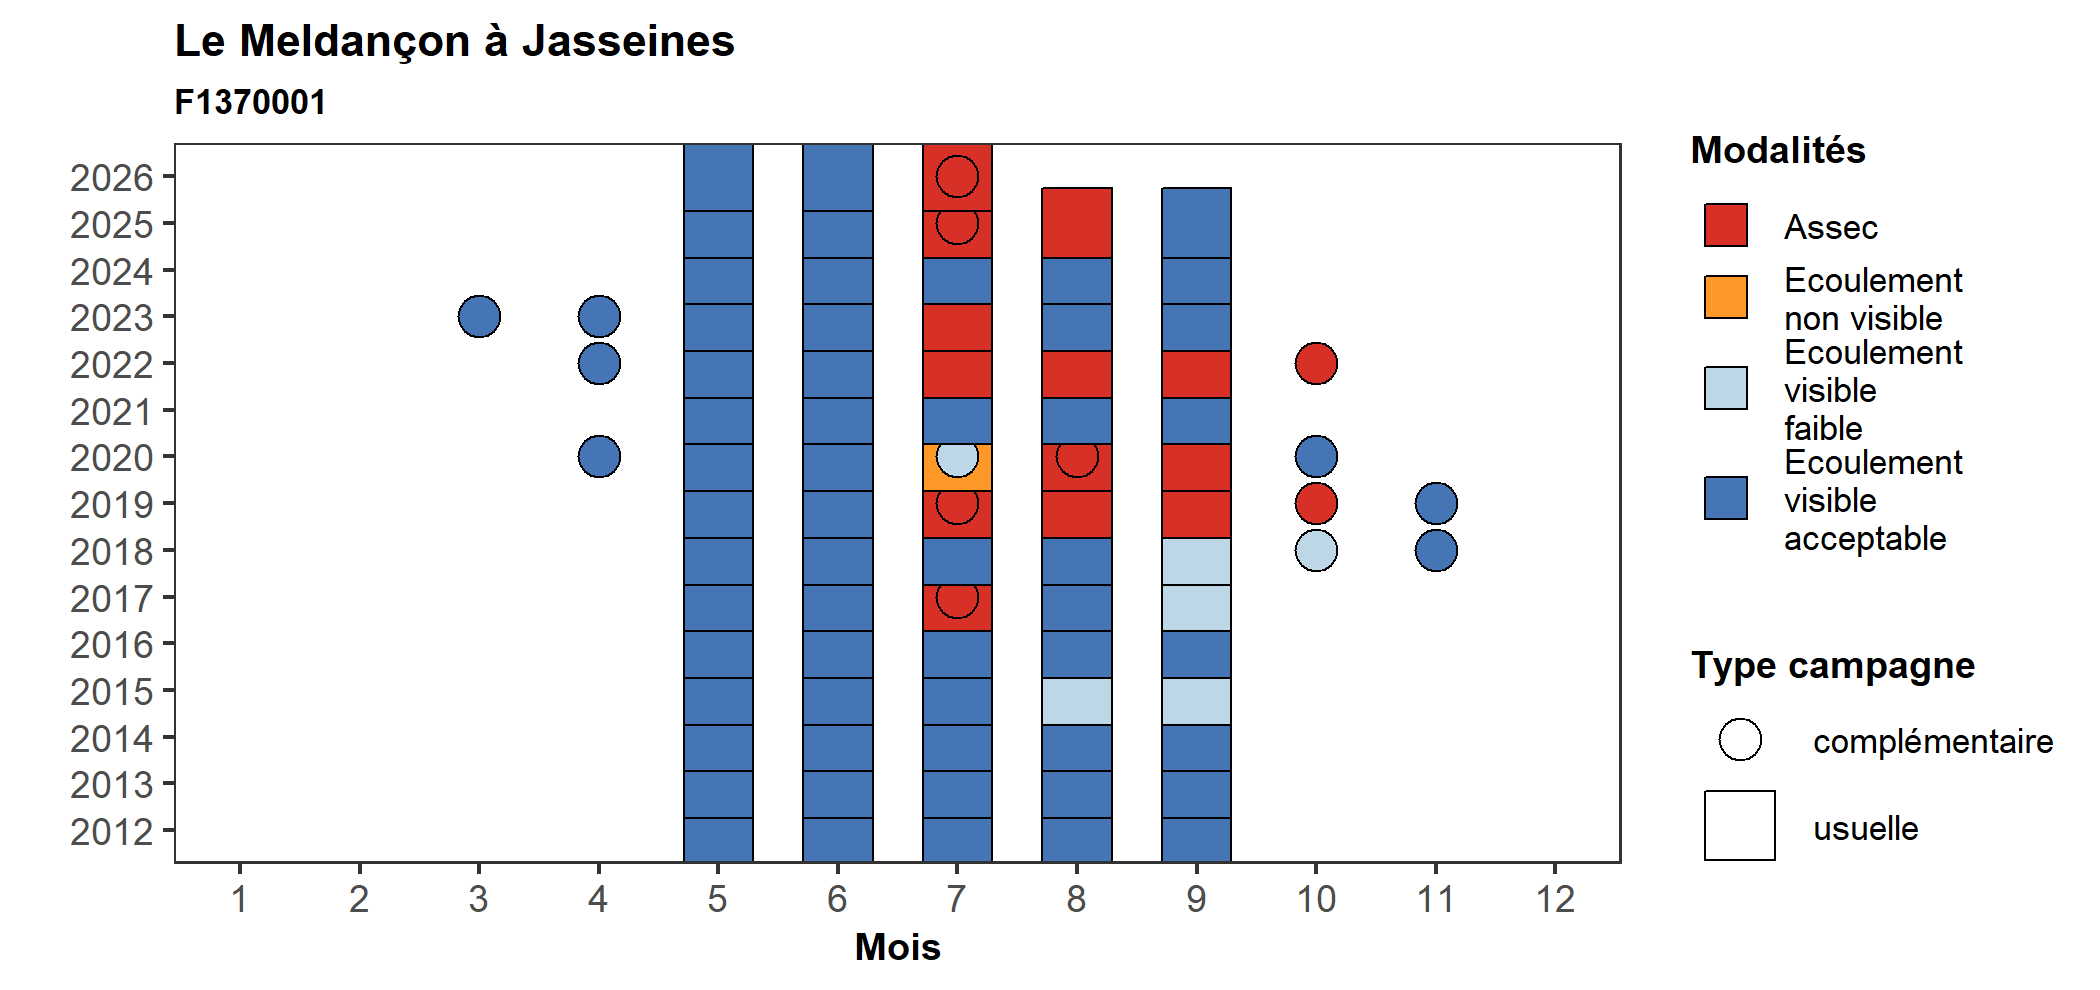 Le Meldançon à Jasseines
F1370001
2026
2025
2024
2023
2022
2021
2020
2019
2018
2017
2016
2015
2014
2013
2012
1 2 3 4 5 6 7 8 9 10 11 12
Mois
Modalités
Assec
Ecoulement
non visible
Ecoulement
visible
faible
Ecoulement
visible
acceptable
Type campagne
complémentaire
usuelle